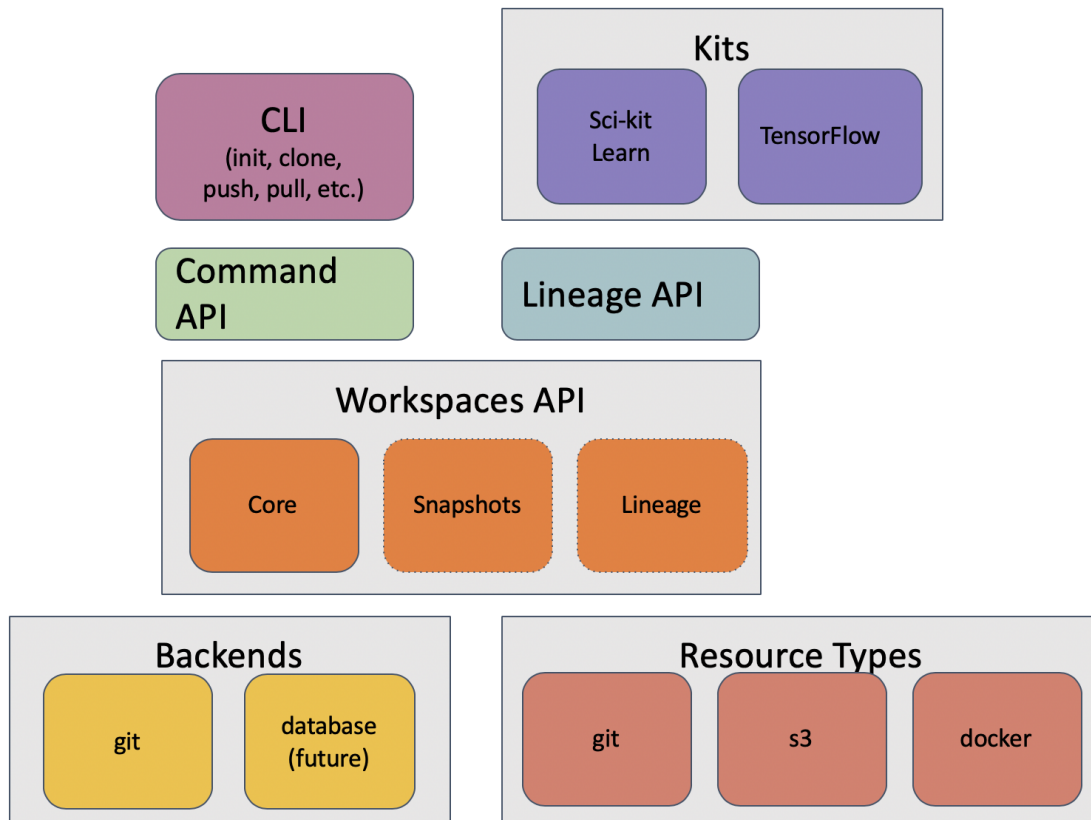 Kits
CLI
(init, clone,
push, pull, etc.)
Sci-kit
Learn
TensorFlow
Command
API
Lineage API
Workspaces API
Core
Snapshots
Lineage
Backends
git
database
(future)
Resource Types
git
s3
docker